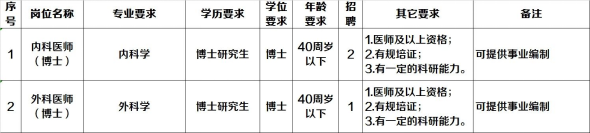 序号 岗位名称 专业要求 学历要求 学位要求 年龄要求 招聘 其它要求 备注
1 内科医师（博士） 内科学 博士研究生 博士 40周岁以下 2 1.医师及以上资格； 2.有规培证； 3.有一定的科研能力。 可提供事业编制
2 外科医师（博士） 外科学 博士研究生 博士 40周岁以下 1 1.医师及以上资格； 2.有规培证； 3.有一定的科研能力。 可提供事业编制